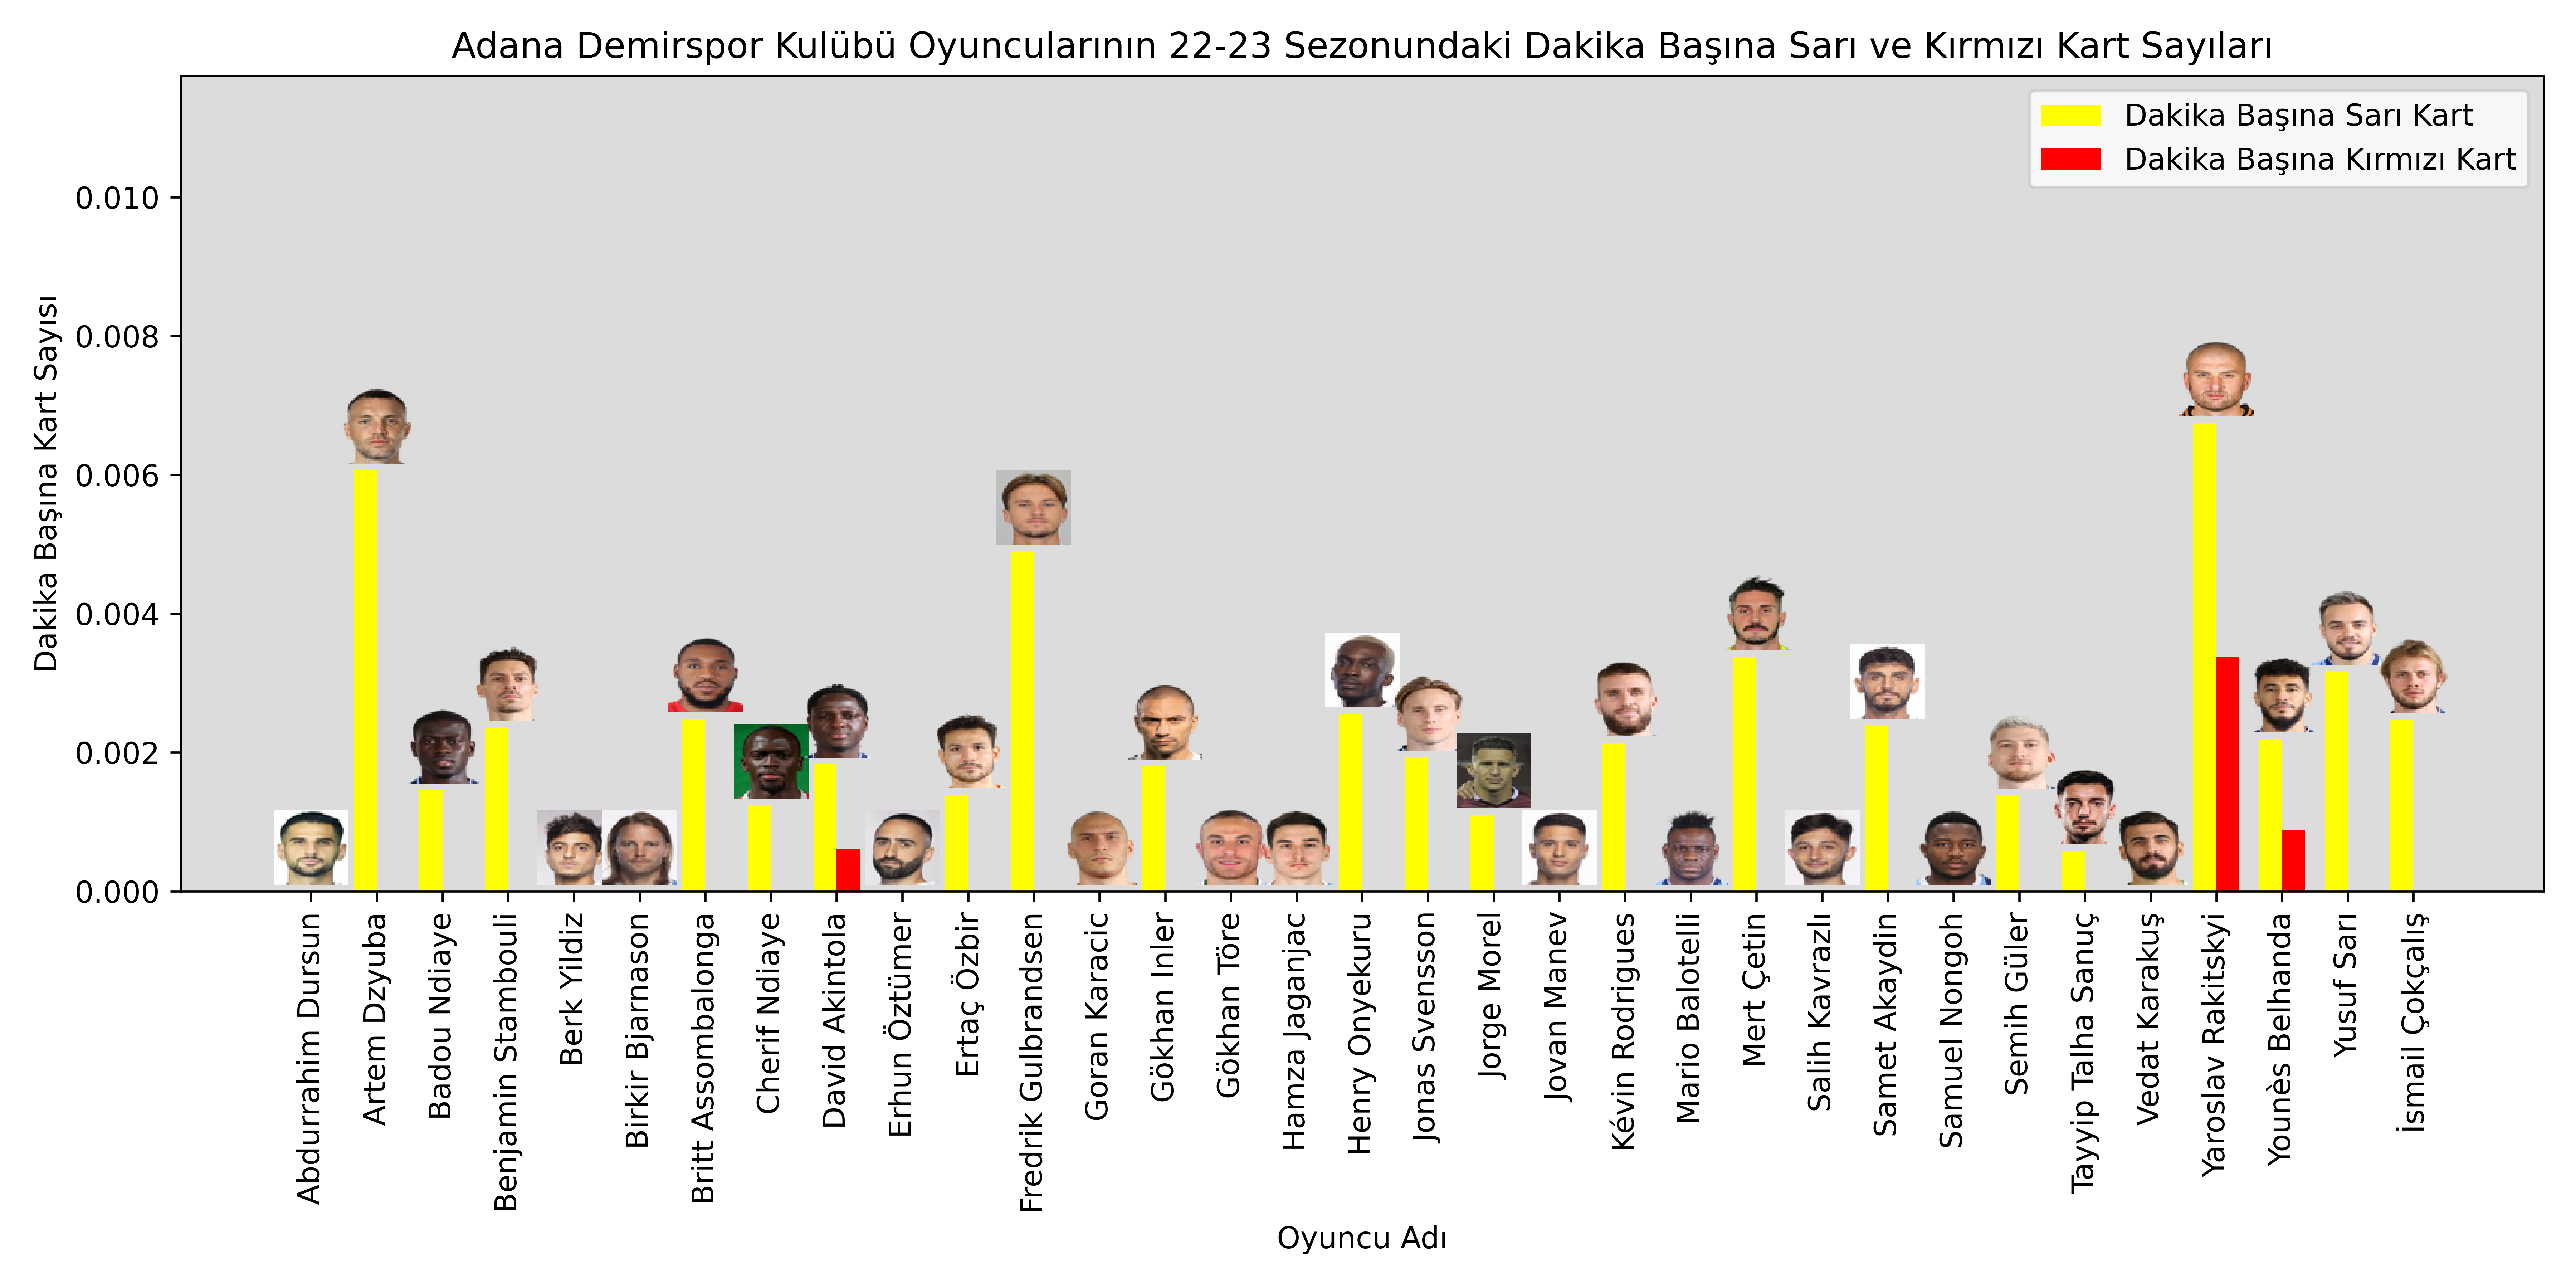 Adana Demirspor Kulübü Oyuncularının 22-23 Sezonundaki Dakika Başına Sarı ve Kırmızı Kart Sayıları
Dakika Başına Sarı Kart
Dakika Başına Kırmızı Kart
Dakika Başına Kart Sayısı
0.010
0.008
0.006
0.004
0.002
0.000
Abdurrahim Dursun
Artem Dzyuba
Badou Ndiaye
Benjamin Stambouli
Berk Yildiz
Birkir Bjarnason
Britt Assombalonga
Cherif Ndiaye
David Akintola
Erhun Öztümer
Ertaç Özbir
Fredrik Gulbrandsen
Goran Karacic
Gökhan Inler
Gökhan Töre
Hamza Jaganjac
Henry Onyekuru
Jonas Svensson
Jorge Morel
Jovan Manev
Kévin Rodrigues
Mario Balotelli
Mert Çetin
Salih Kavrazlı
Samet Akaydin
Samuel Nongoh
Semih Güler
Tayyip Talha Sanuç
Vedat Karakuş
Yaroslav Rakitskyi
Younès Belhanda
Yusuf Sarı
İsmail Çokçalış
Oyuncu Adı